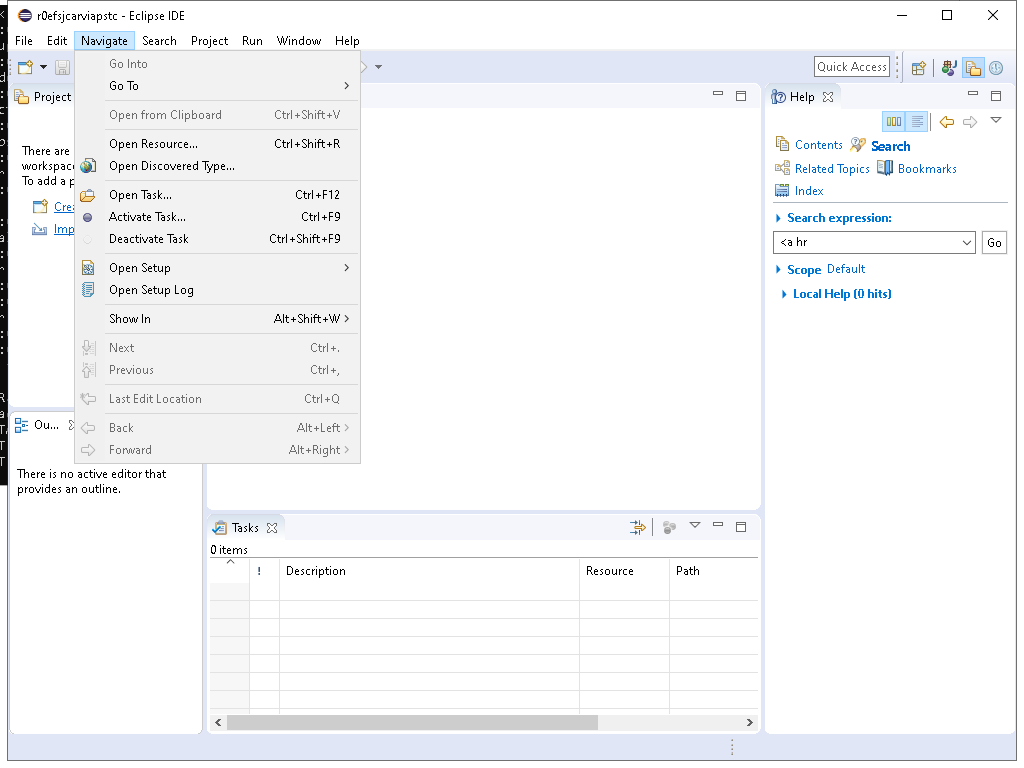 r0efsjcarviapstc - Eclipse IDE
File Edit Navigate Search Project Run Window Help
Quick Access
Go Into
Go To
Open from Clipboard Ctrl+Shift+V
Open Resource... Ctrl+Shift+R
Open Discovered Type...
Open Task... Ctrl+F12
Activate Task... Ctrl+F9
Deactivate Task Ctrl+Shift+F9
Open Setup
Open Setup Log
Show In Alt+Shift+W
Next Ctrl+.
Previous Ctrl+,
Last Edit Location Ctrl+Q
Back Alt+Left
Forward Alt+Right
Project
There are
workspac
To add a p
Crea
Imp
Ou...
There is no active editor that
provides an outline.
Tasks
0 items
! Description Resource Path
Help
Contents Search
Related Topics Bookmarks
Index
Search expression:
<a hr Go
Scope Default
Local Help (0 hits)